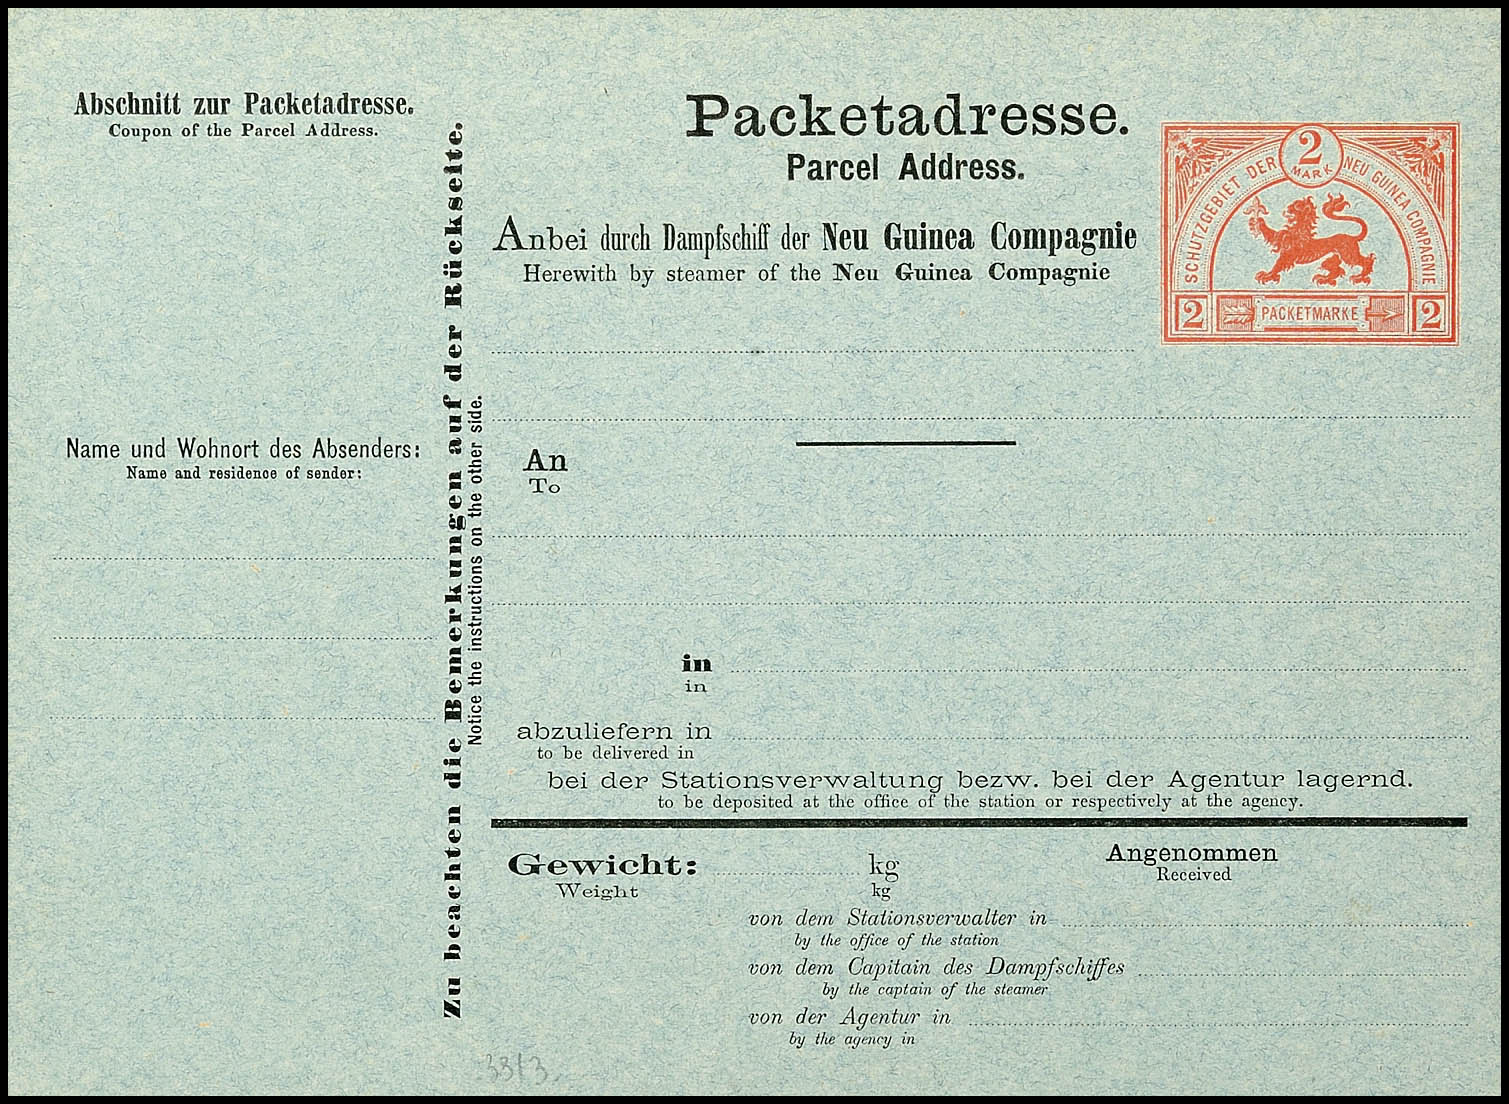 Abschnitt zur Packetadresse.
Coupon of the Parcel Address.
Name und Wohnort des Absenders:
Name and residence of sender:
Zu beachten die Bemerkungen auf der Rückseite.
Notice the instructions on the other side.
Packetadresse.
Parcel Address.
Anbei durch Dampfschiff der Neu Guinea Compagnie
Herewith by steamer of the Neu Guinea Compagnie
2
MARK
SCHUTZGEBIET DER NEU GUINEA COMPAGNIE
2 PACKETMARKE 2
An
To
in
in
abzuliefern in
to be delivered in
bei der Stationsverwaltung bezw. bei der Agentur lagernd.
to be deposited at the office of the station or respectively at the agency.
Gewicht: kg
Weight kg
Angenommen
Received
von dem Stationsverwalter in
by the office of the station
von dem Capitain des Dampfschiffes
by the captain of the steamer
von der Agentur in
by the agency in
33/3